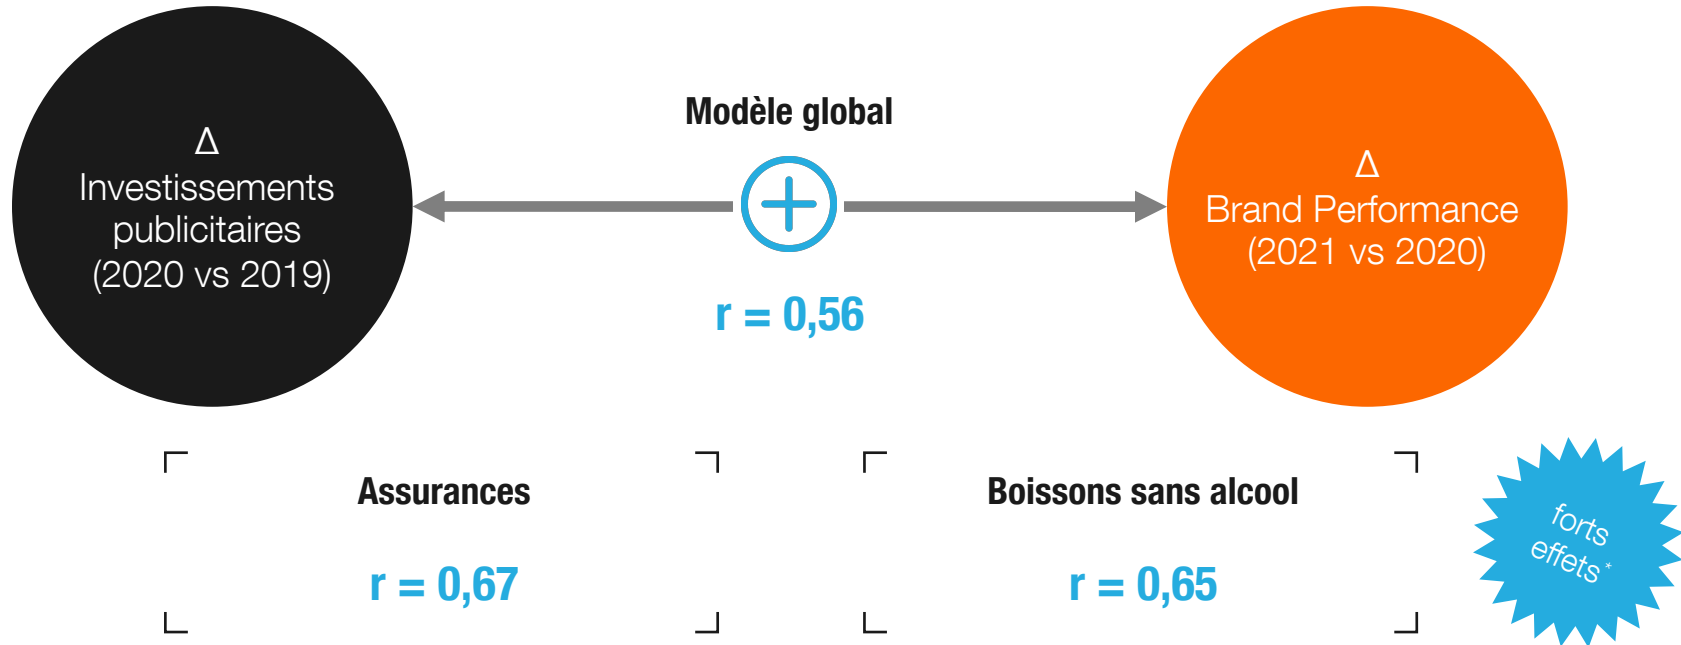 Δ
Investissements
publicitaires
(2020 vs 2019)
Modèle global
r = 0,56
Δ
Brand Performance
(2021 vs 2020)
Assurances
r = 0,67
Boissons sans alcool
r = 0,65
forts
effets*